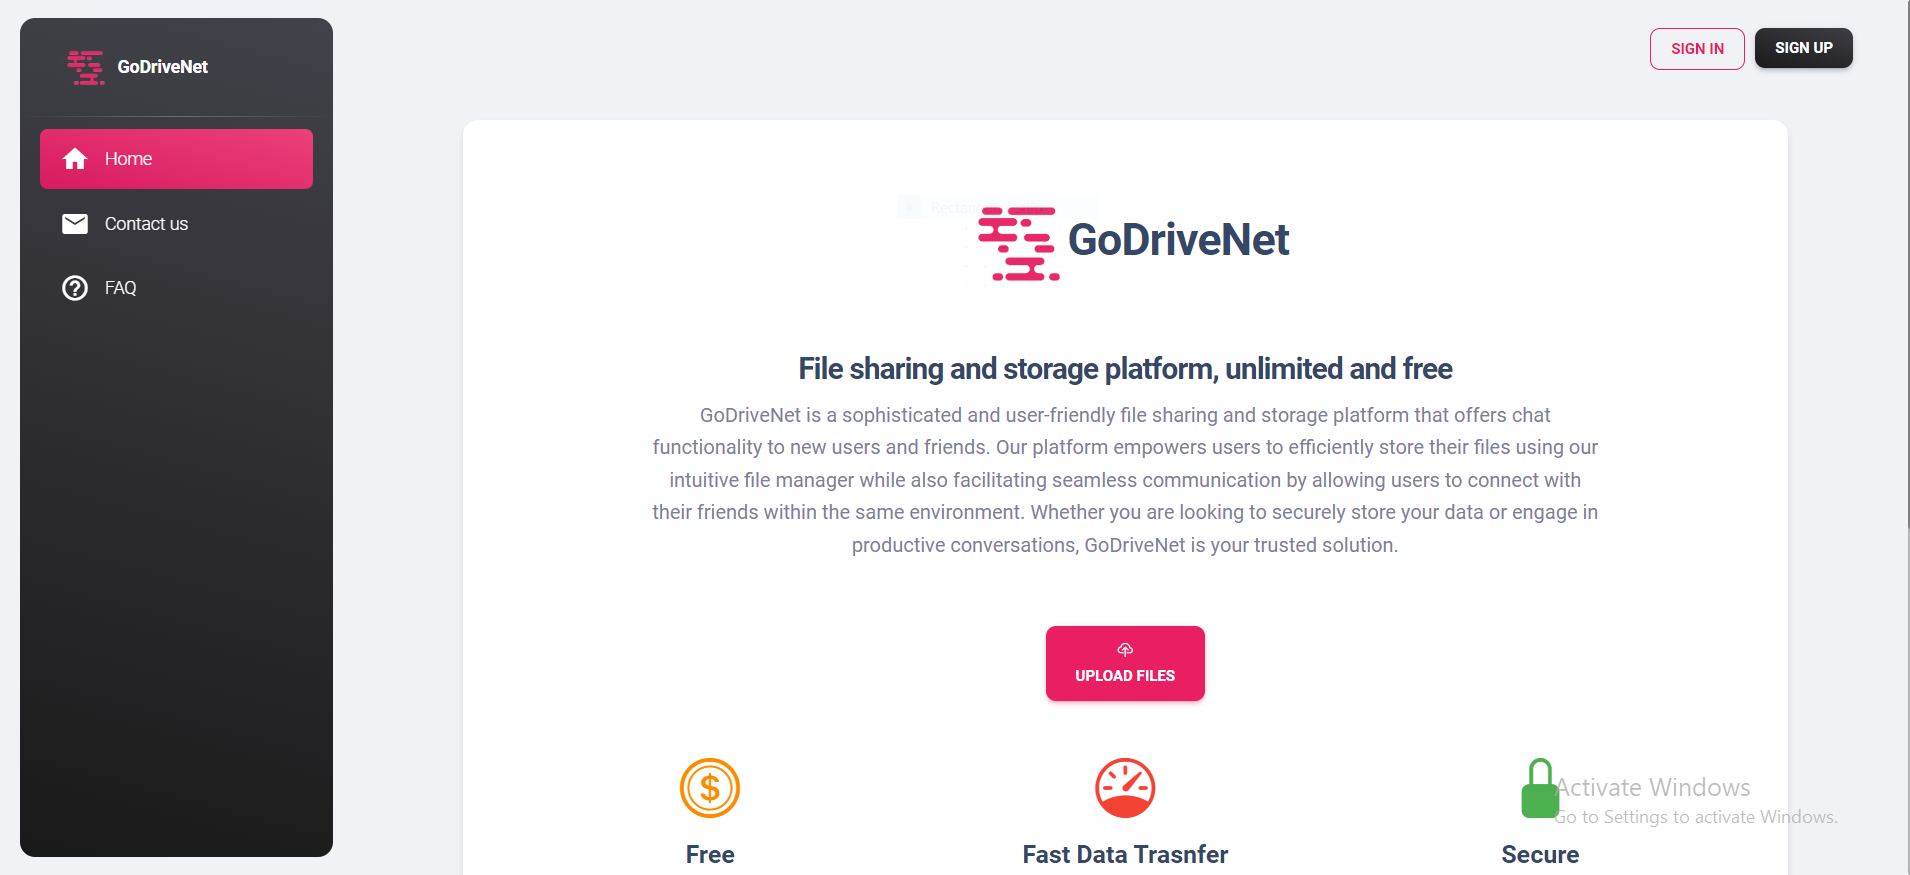 GoDriveNet
Home
Contact us
FAQ
SIGN IN
SIGN UP
GoDriveNet
File sharing and storage platform, unlimited and free
GoDriveNet is a sophisticated and user-friendly file sharing and storage platform that offers chat
functionality to new users and friends. Our platform empowers users to efficiently store their files using our
intuitive file manager while also facilitating seamless communication by allowing users to connect with
their friends within the same environment. Whether you are looking to securely store your data or engage in
productive conversations, GoDriveNet is your trusted solution.
UPLOAD FILES
Free
Fast Data Trasnfer
Secure
Activate Windows
Go to Settings to activate Windows.